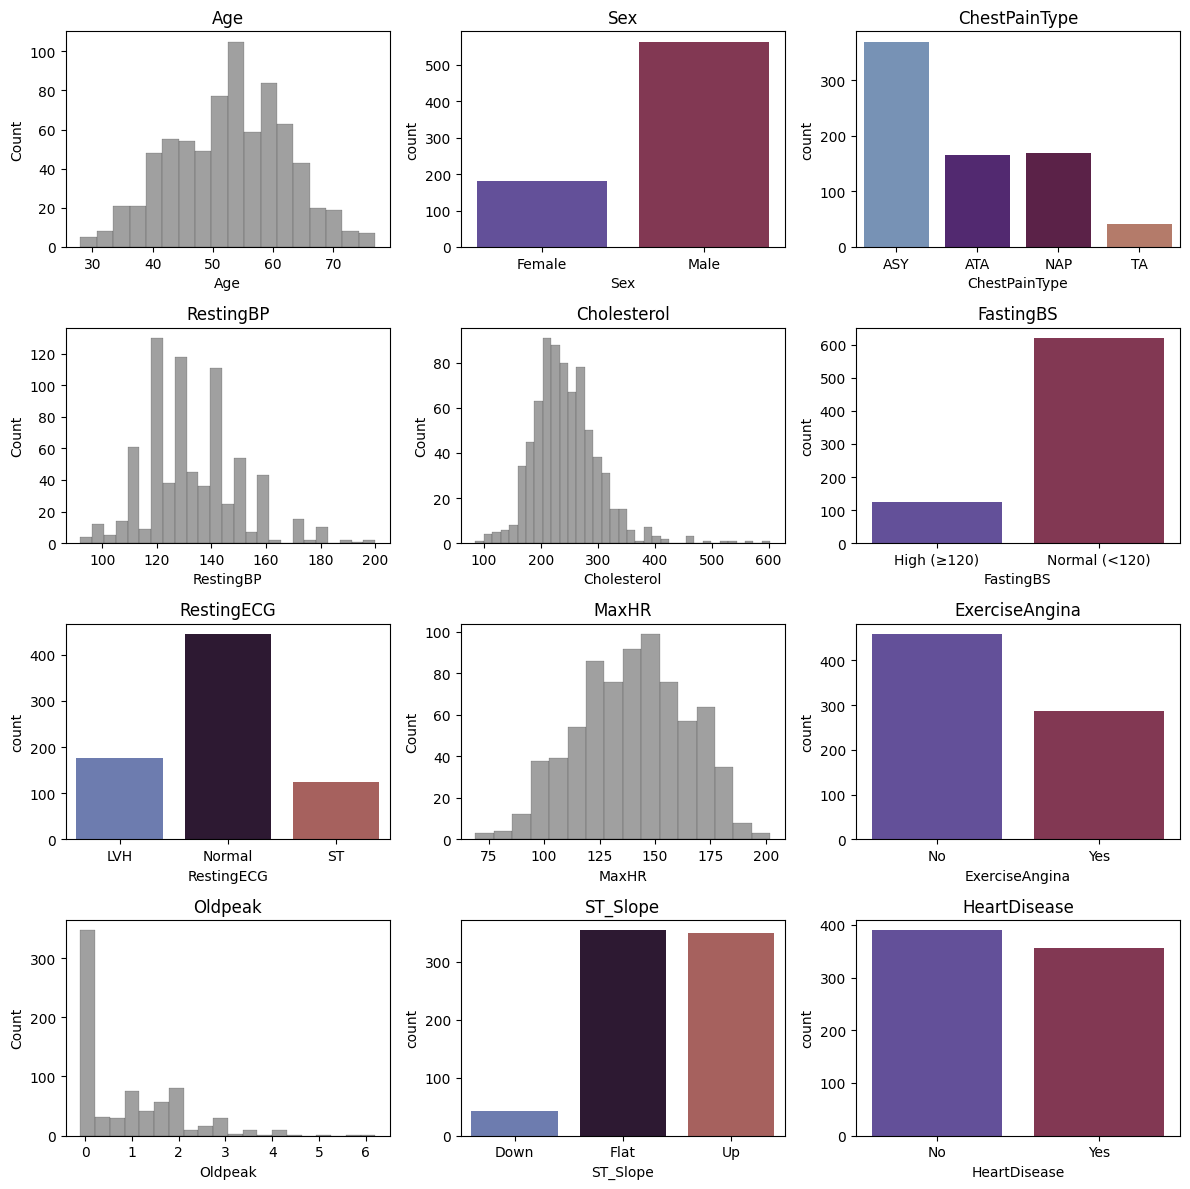 Age
Count
0
20
40
60
80
100
30
40
50
60
70
Age
Sex
count
0
100
200
300
400
500
Female
Male
Sex
ChestPainType
count
0
100
200
300
ASY
ATA
NAP
TA
ChestPainType
RestingBP
Count
0
20
40
60
80
100
120
100
120
140
160
180
200
RestingBP
Cholesterol
Count
0
20
40
60
80
100
200
300
400
500
600
Cholesterol
FastingBS
count
0
100
200
300
400
500
600
High (≥120)
Normal (<120)
FastingBS
RestingECG
count
0
100
200
300
400
LVH
Normal
ST
RestingECG
MaxHR
Count
0
20
40
60
80
100
75
100
125
150
175
200
MaxHR
ExerciseAngina
count
0
100
200
300
400
No
Yes
ExerciseAngina
Oldpeak
Count
0
100
200
300
0
1
2
3
4
5
6
Oldpeak
ST_Slope
count
0
100
200
300
Down
Flat
Up
ST_Slope
HeartDisease
count
0
100
200
300
400
No
Yes
HeartDisease